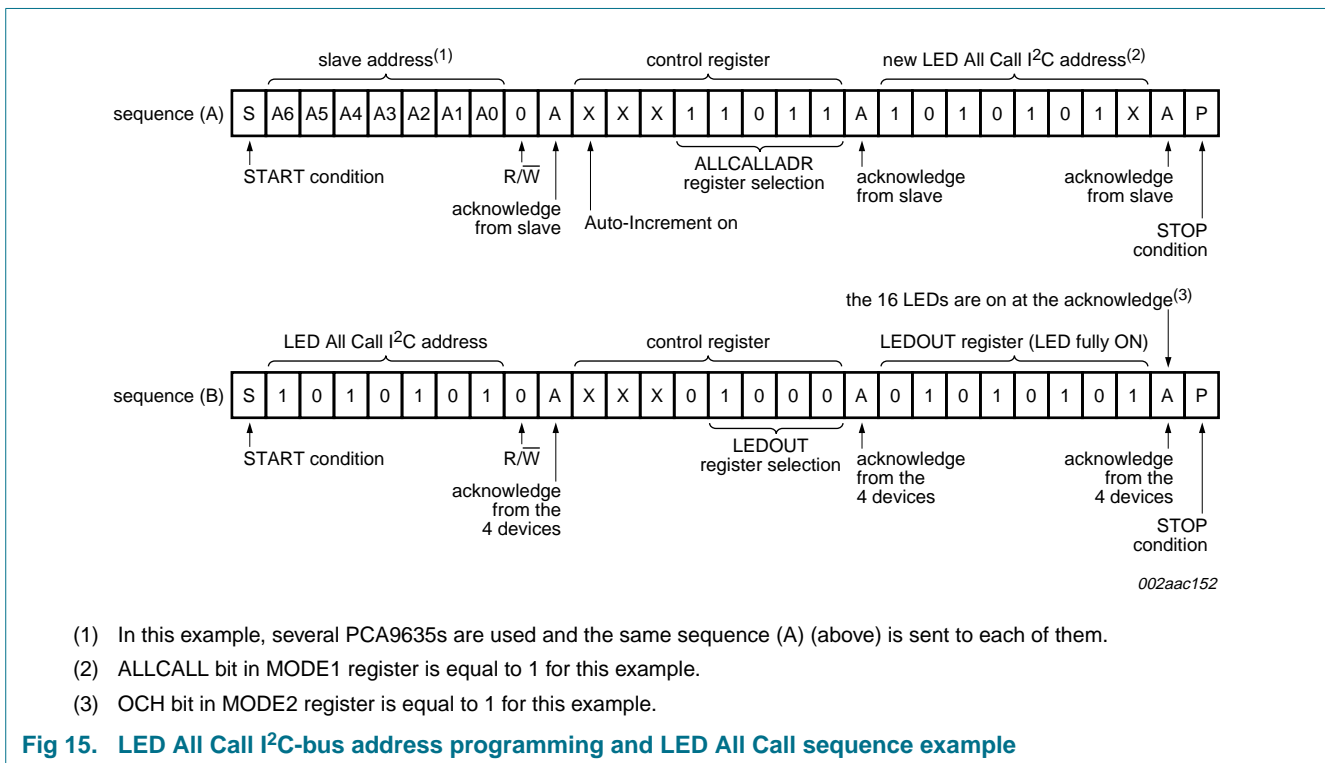 slave address(1) control register new LED All Call I2C address(2)
sequence (A) S A6 A5 A4 A3 A2 A1 A0 0 A X X X 1 1 0 1 1 A 1 0 1 0 1 0 1 X A P
START condition
R/W
acknowledge
from slave
Auto-Increment on
ALLCALLADR
register selection
acknowledge
from slave
acknowledge
from slave
STOP
condition
the 16 LEDs are on at the acknowledge(3)
LED All Call I2C address control register LEDOUT register (LED fully ON)
sequence (B) S 1 0 1 0 1 0 1 0 A X X X 0 1 0 0 0 A 0 1 0 1 0 1 0 1 A P
START condition
R/W
acknowledge
from the
4 devices
LEDOUT
register selection
acknowledge
from the
4 devices
acknowledge
from the
4 devices
STOP
condition
002aac152
(1) In this example, several PCA9635s are used and the same sequence (A) (above) is sent to each of them.
(2) ALLCALL bit in MODE1 register is equal to 1 for this example.
(3) OCH bit in MODE2 register is equal to 1 for this example.
Fig 15. LED All Call I2C-bus address programming and LED All Call sequence example